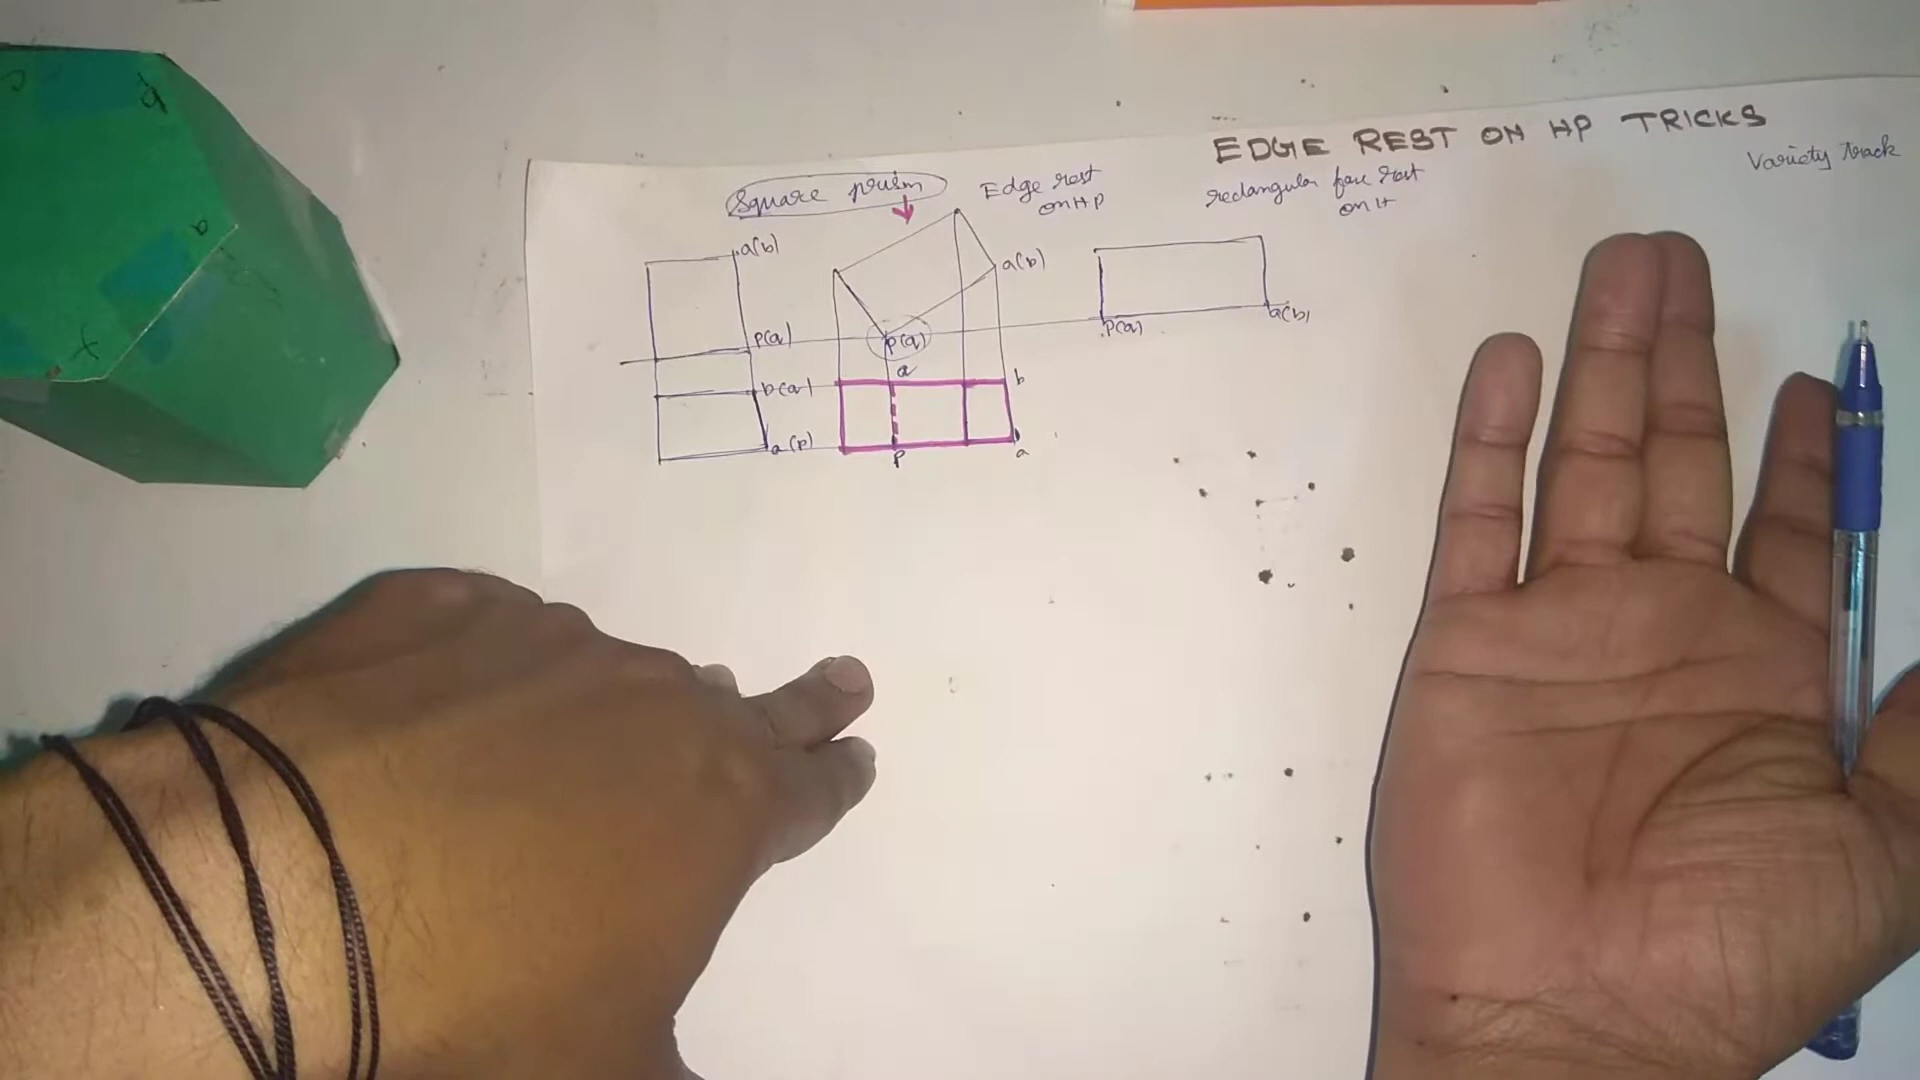 EDGE REST ON HP TRICKS
Variety Track
Square prism
Edge rest
on HP
rectangular face rest
on H
a(b)
a(b)
p(q)
p(q)
p(q)
a(b)
a
b
b(q)
a(p)
p
a